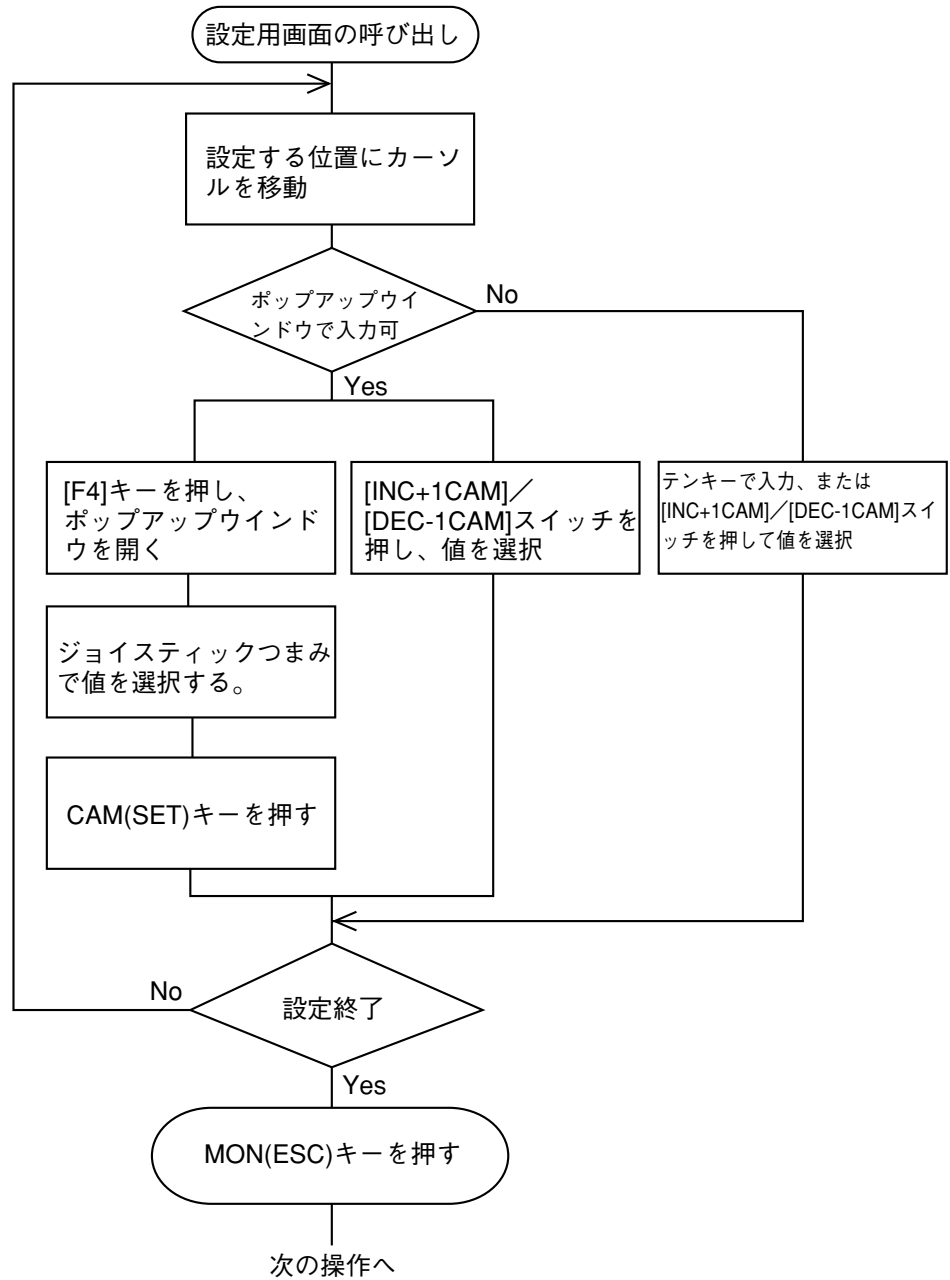 設定用画面の呼び出し
設定する位置にカーソ
ルを移動
ポップアップウイ
ンドウで入力可
No
Yes
[F4]キーを押し、
ポップアップウインド
ウを開く
[INC+1CAM]／
[DEC-1CAM]スイッチを
押し、値を選択
テンキーで入力、または
[INC+1CAM]／[DEC-1CAM]スイ
ッチを押して値を選択
ジョイスティックつまみ
で値を選択する。
CAM(SET)キーを押す
No
設定終了
Yes
MON(ESC)キーを押す
次の操作へ